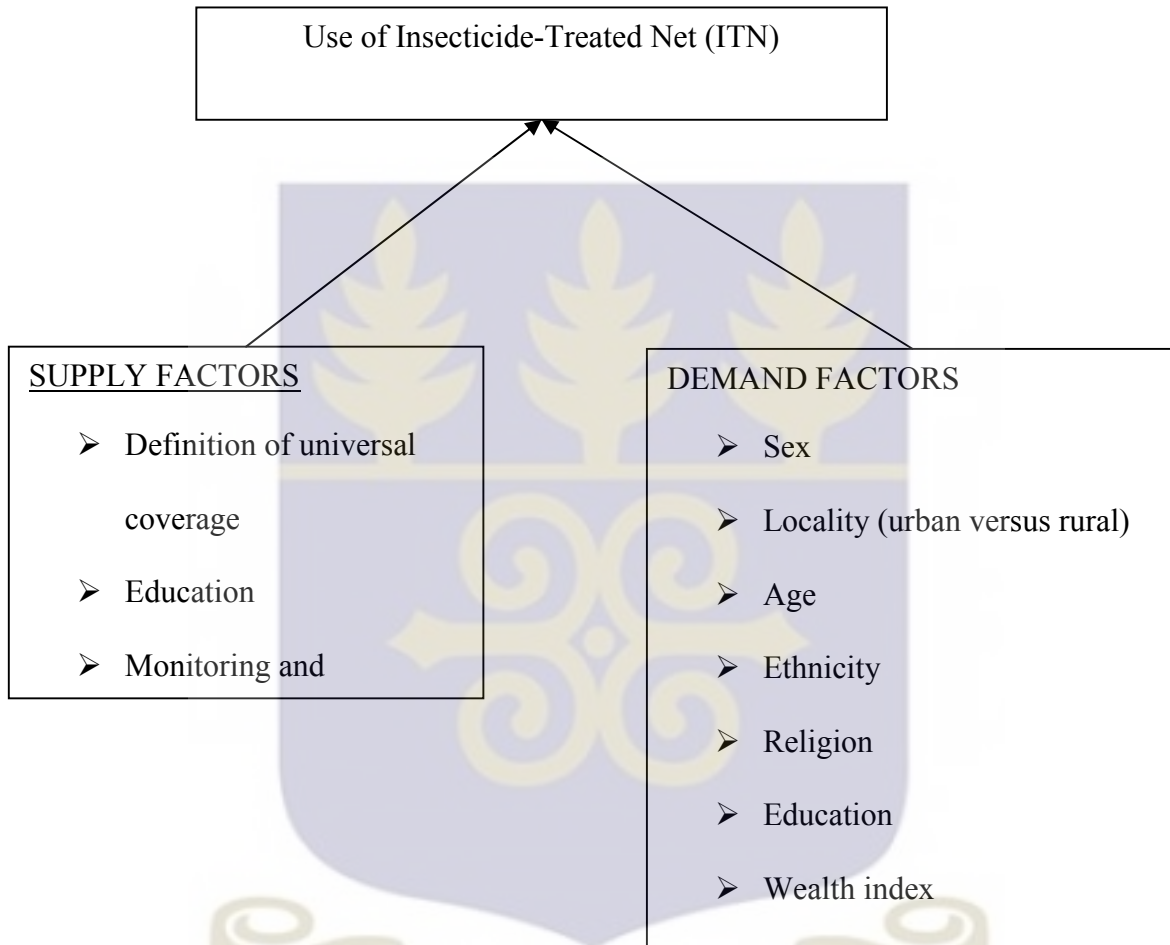 Use of Insecticide-Treated Net (ITN)
SUPPLY FACTORS
➢ Definition of universal
coverage
➢ Education
➢ Monitoring and
DEMAND FACTORS
➢ Sex
➢ Locality (urban versus rural)
➢ Age
➢ Ethnicity
➢ Religion
➢ Education
➢ Wealth index